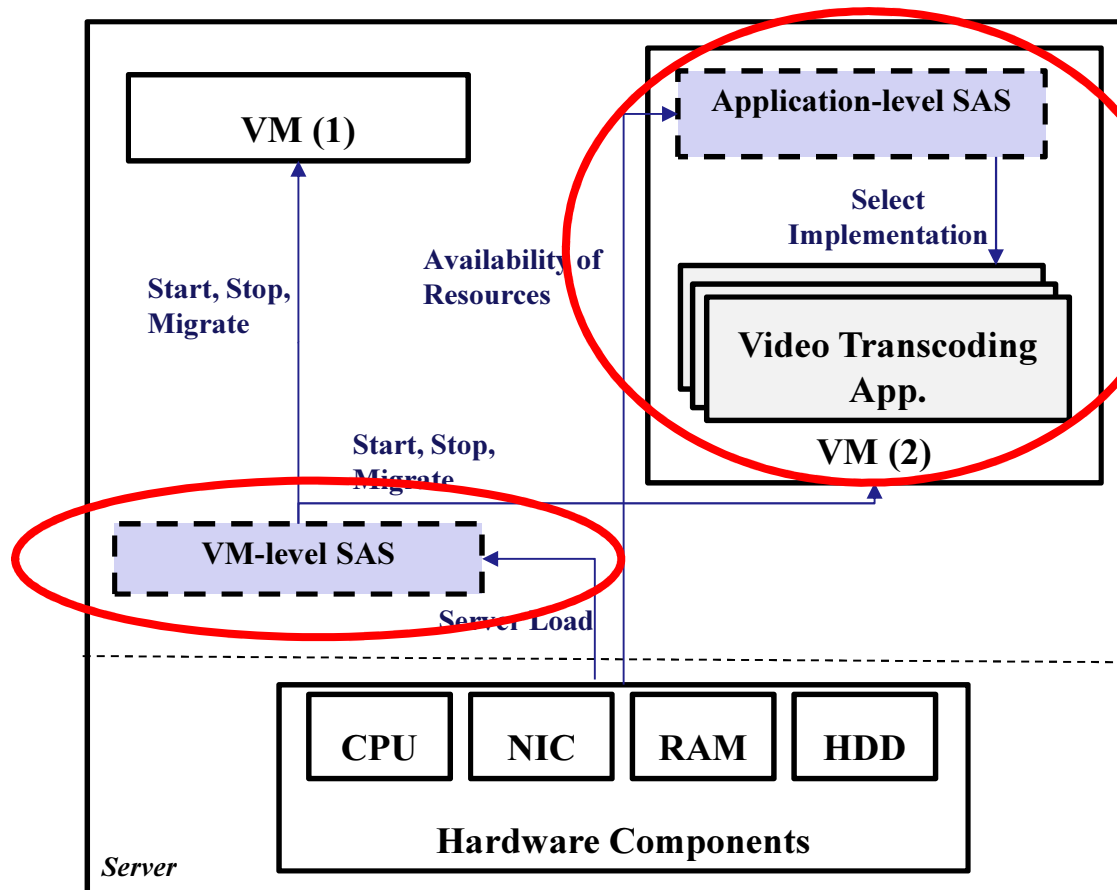 Application-level SAS
VM (1)
Select
Implementation
Availability of
Resources
Start, Stop,
Migrate
Video Transcoding
App.
VM (2)
Start, Stop,
Migrate
VM-level SAS
Server Load
CPU
NIC
RAM
HDD
Hardware Components
Server